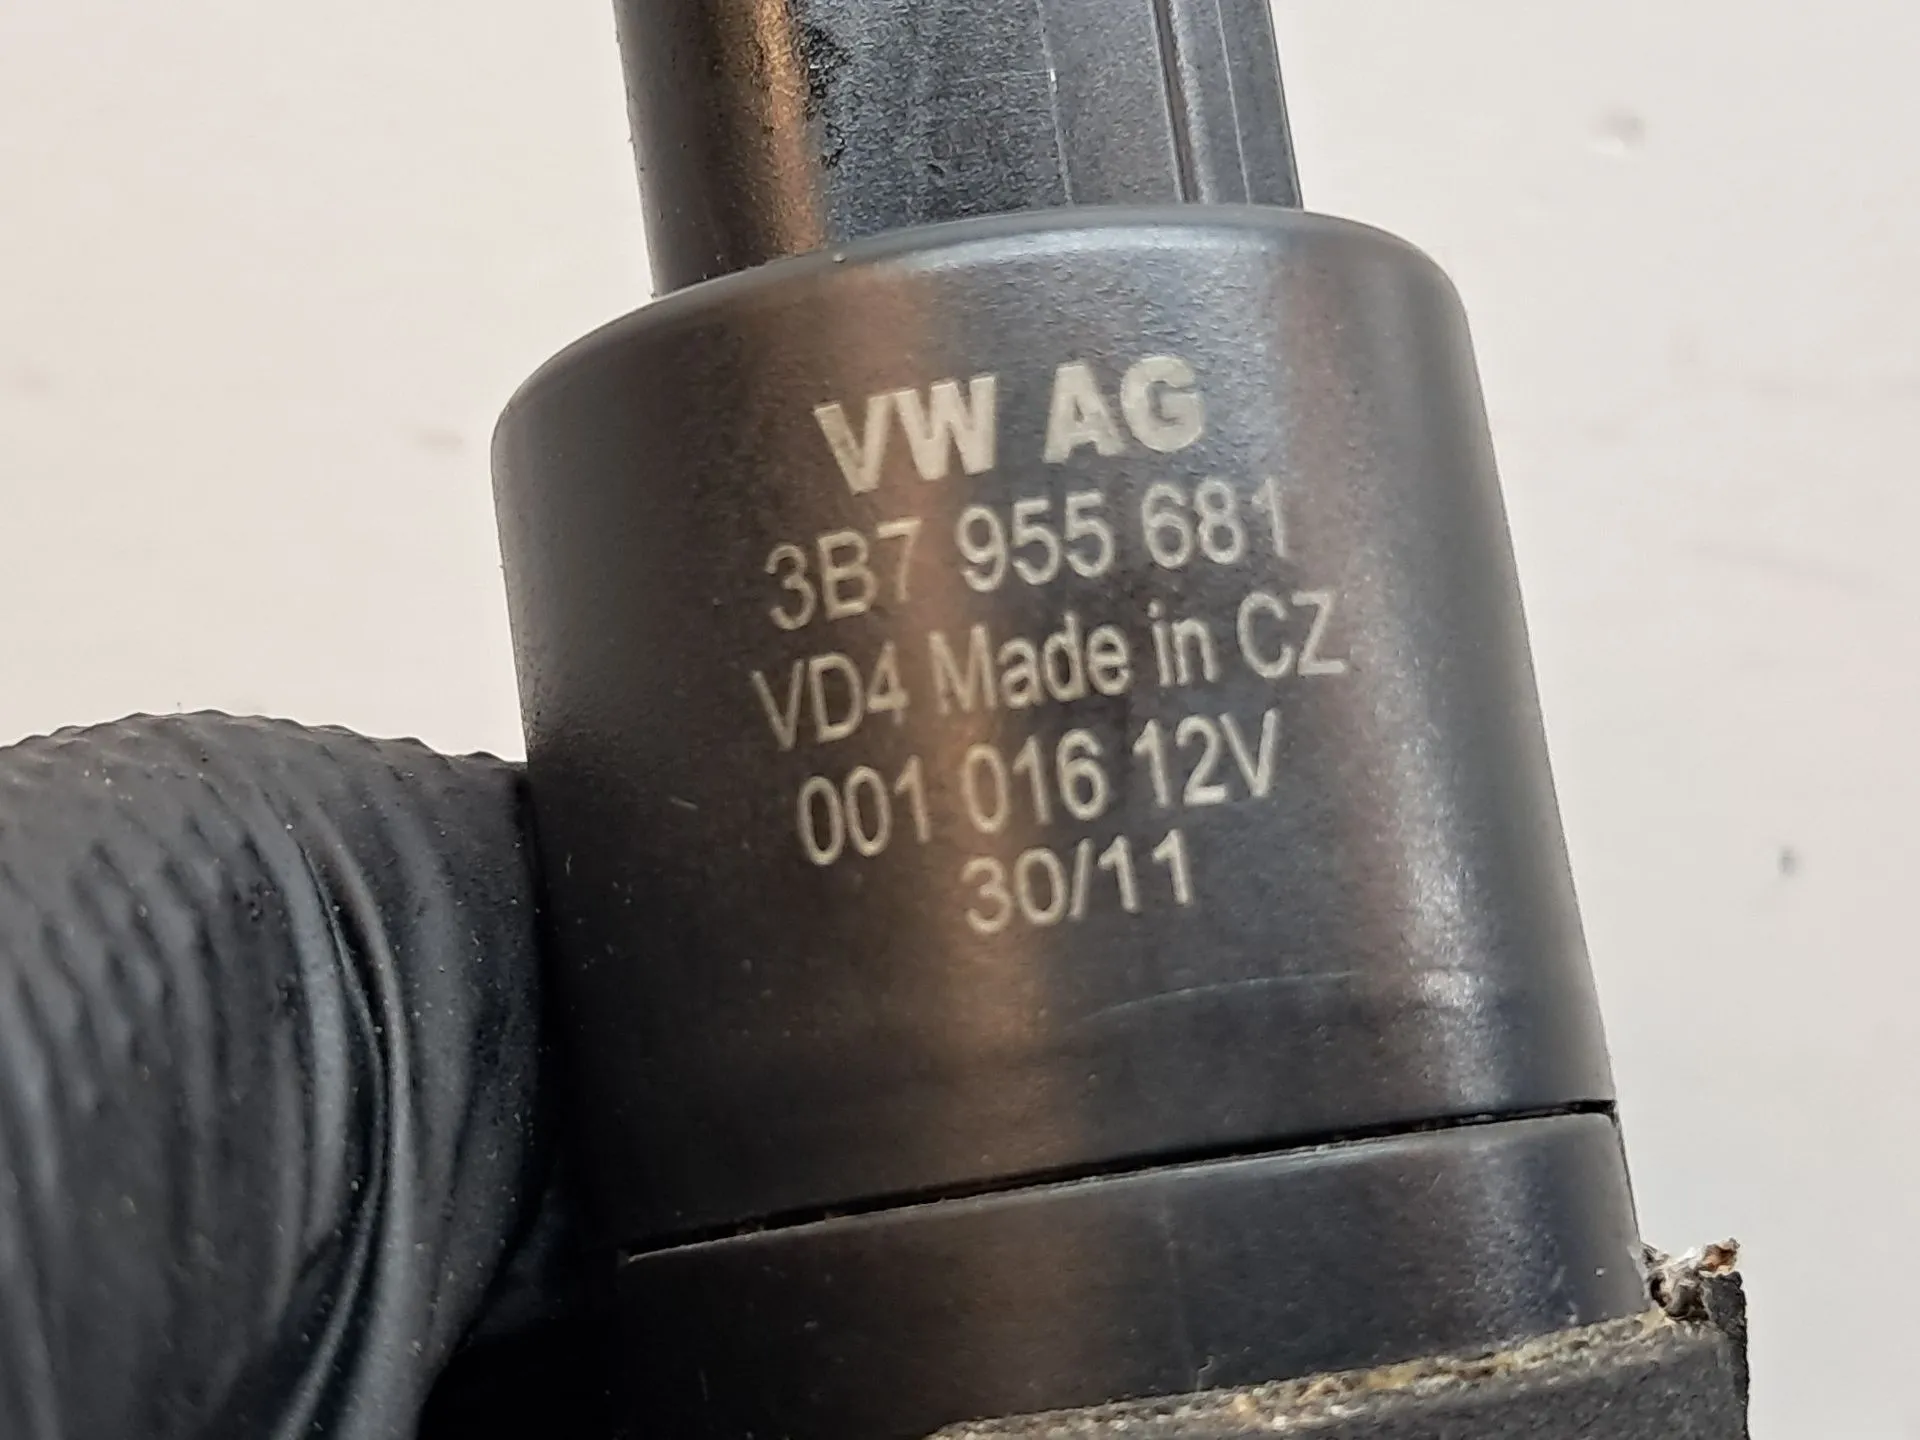 VW AG
3B7 955 681
VD4 Made in CZ
001 016 12V
30/11